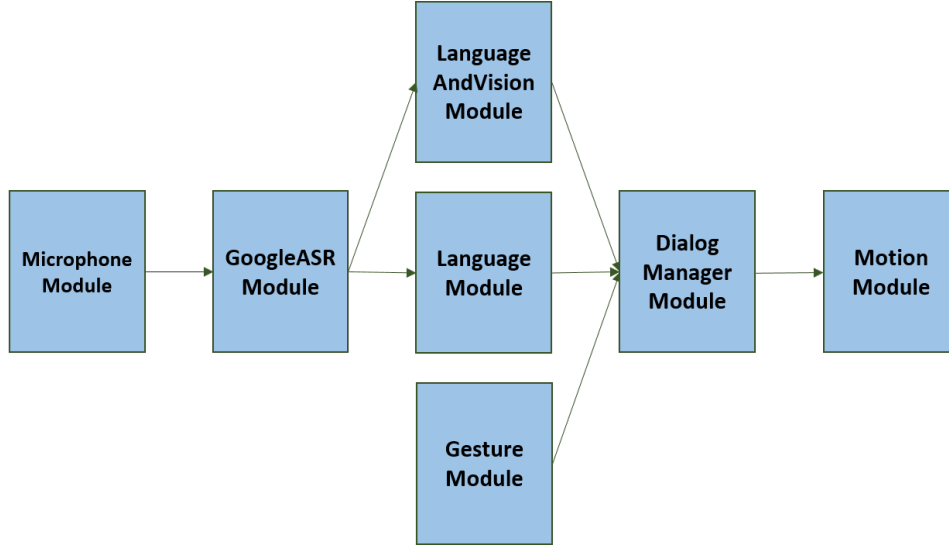 Microphone
Module
GoogleASR
Module
Language
AndVision
Module
Language
Module
Gesture
Module
Dialog
Manager
Module
Motion
Module